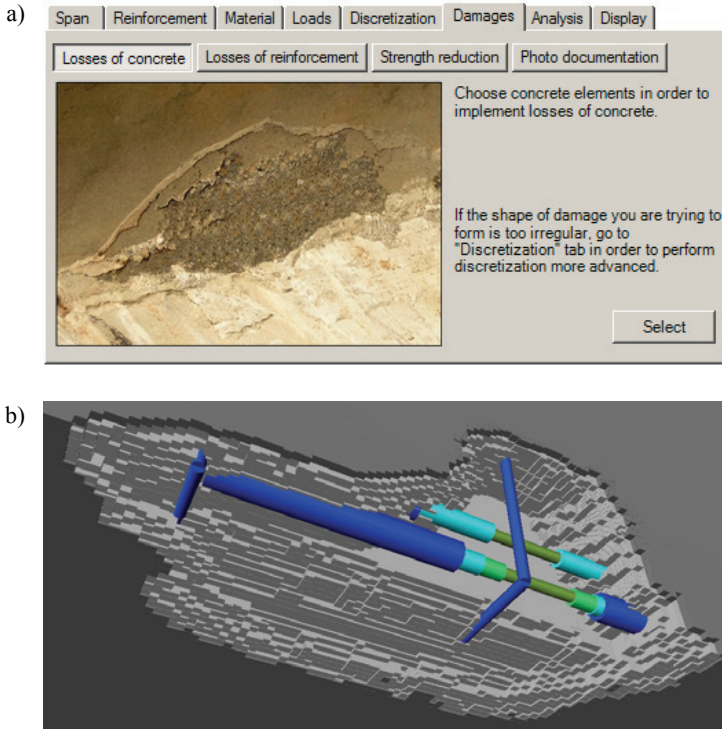 a)
Span Reinforcement Material Loads Discretization Damages Analysis Display
Losses of concrete Losses of reinforcement Strength reduction Photo documentation
Choose concrete elements in order to
implement losses of concrete.
If the shape of damage you are trying to
form is too irregular, go to
"Discretization" tab in order to perform
discretization more advanced.
Select
b)